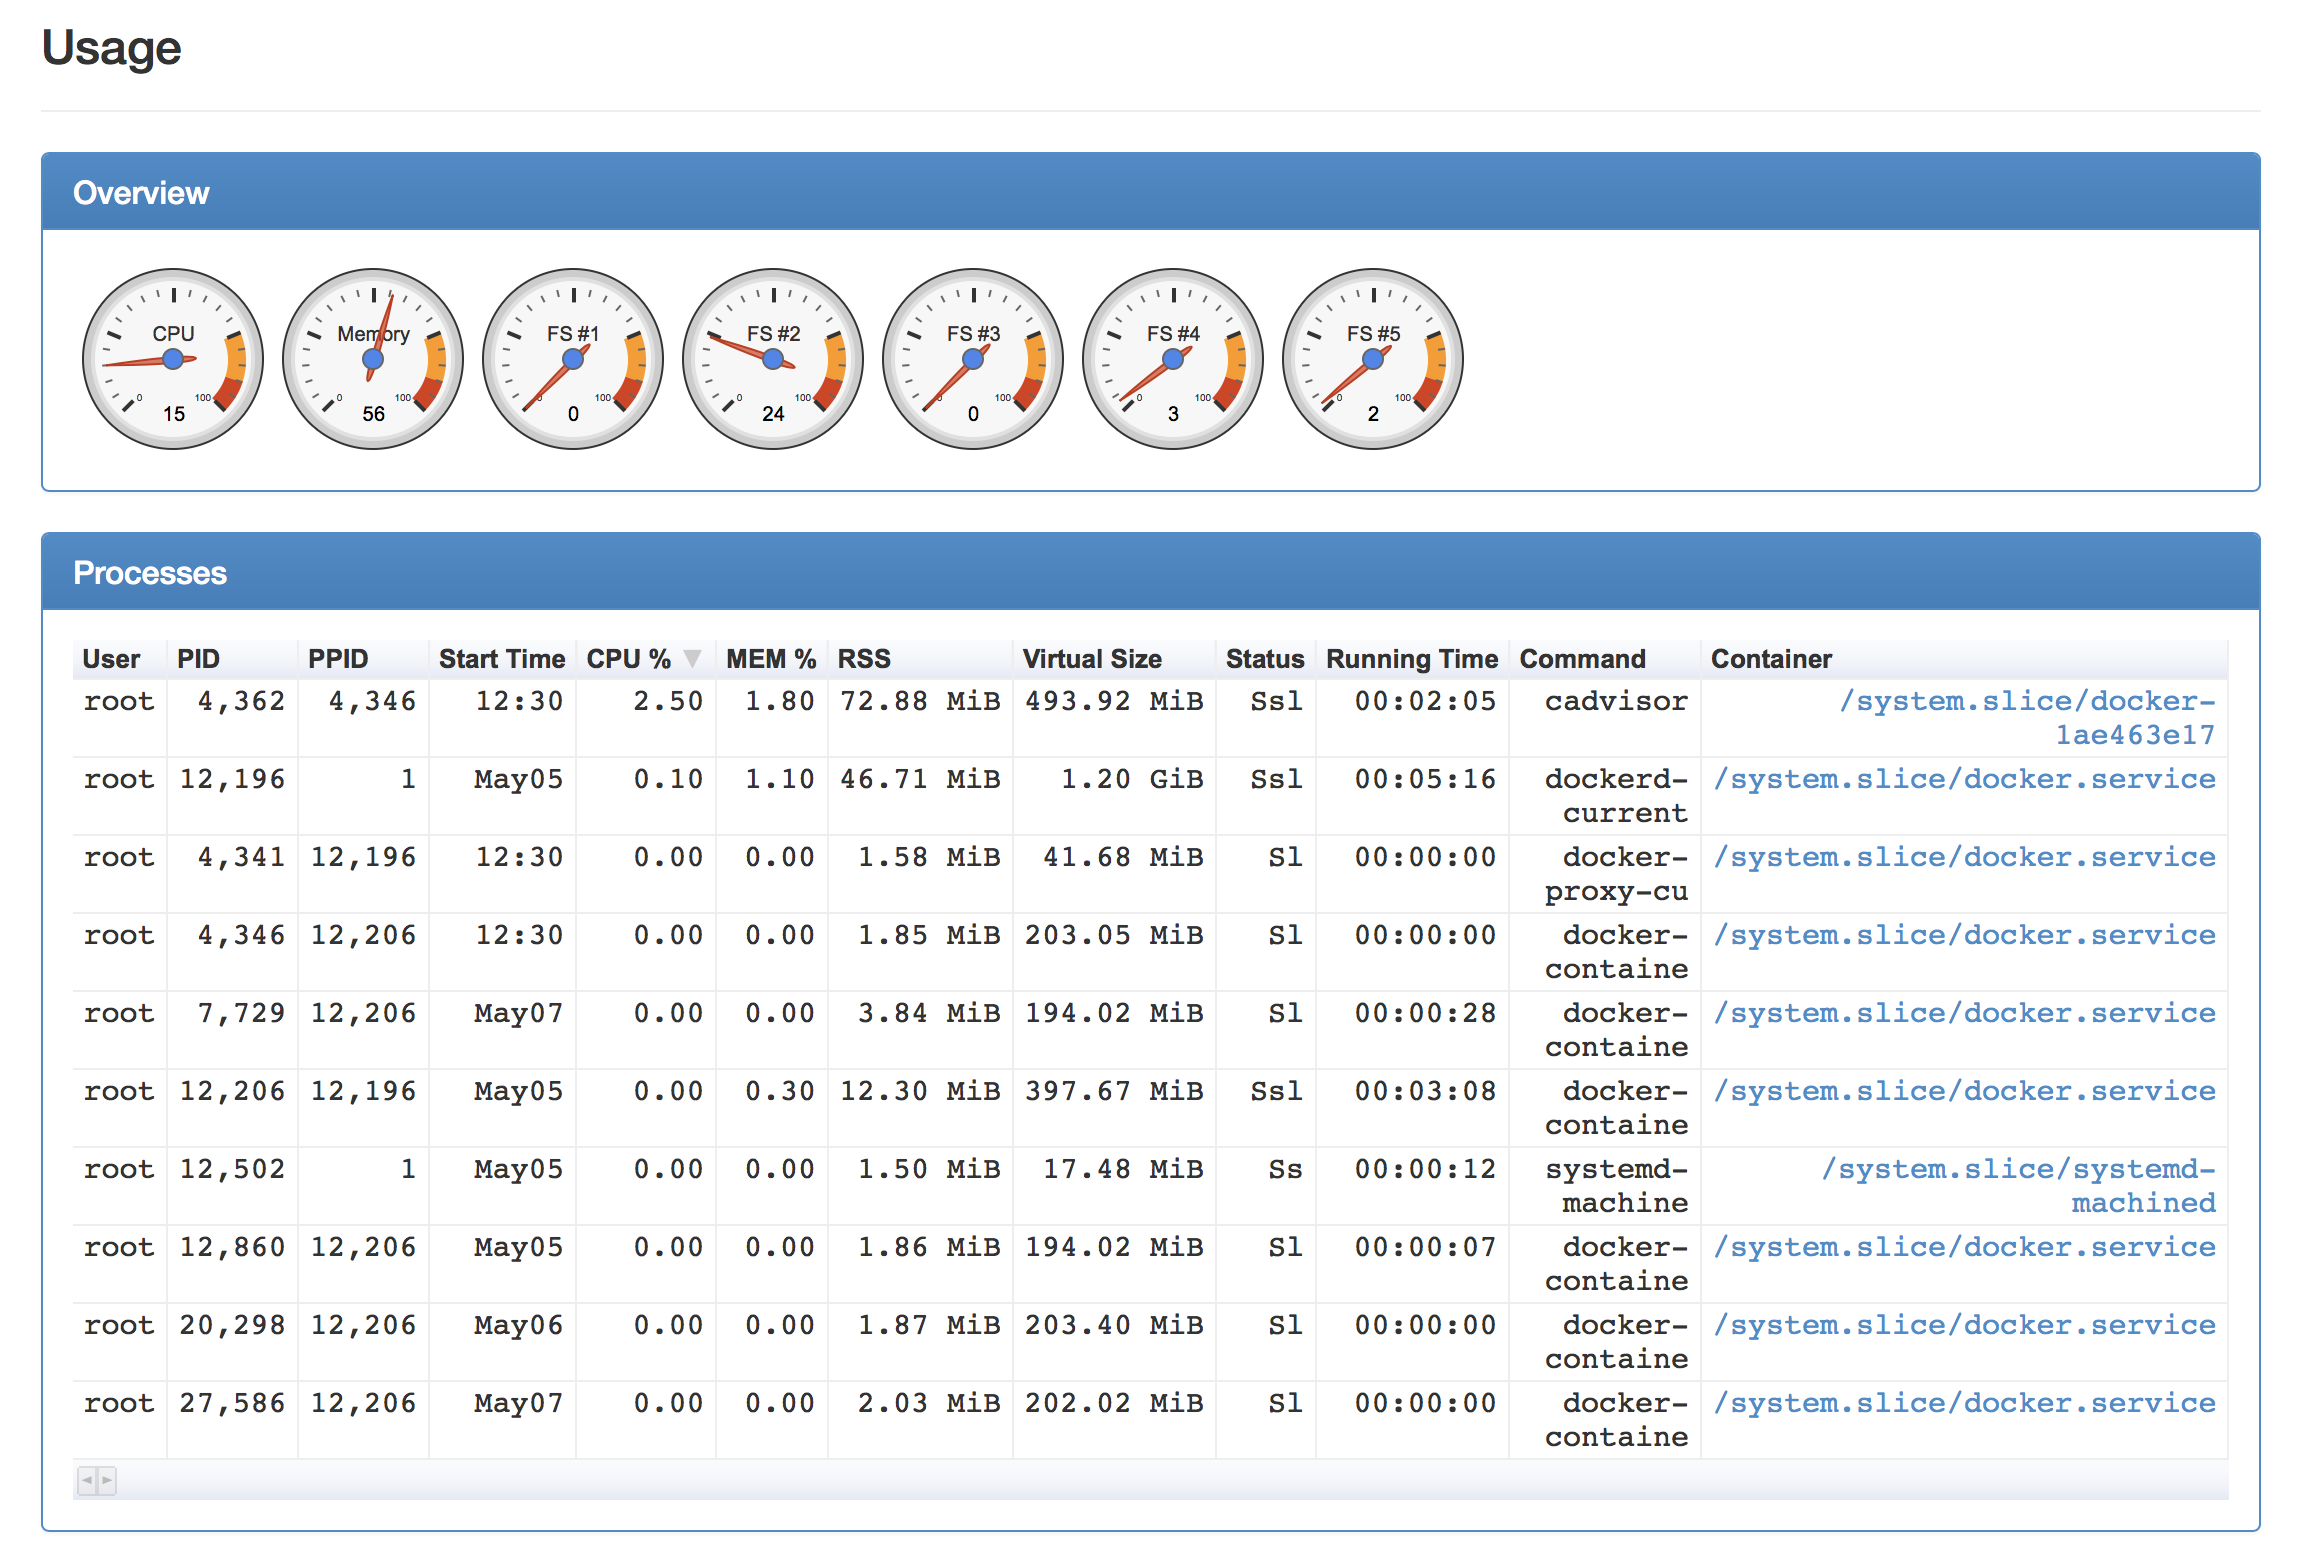 Usage
Overview
CPU Memory FS #1 FS #2 FS #3 FS #4 FS #5
0 100 0 100 0 100 0 100 0 100 0 100 0 100
15 56 0 24 0 3 2
Processes
User PID PPID Start Time CPU % ▼ MEM % RSS Virtual Size Status Running Time Command Container
root 4,362 4,346 12:30 2.50 1.80 72.88 MiB 493.92 MiB Ssl 00:02:05 cadvisor /system.slice/docker-
1ae463e17
root 12,196 1 May05 0.10 1.10 46.71 MiB 1.20 GiB Ssl 00:05:16 dockerd- /system.slice/docker.service
current
root 4,341 12,196 12:30 0.00 0.00 1.58 MiB 41.68 MiB Sl 00:00:00 docker- /system.slice/docker.service
proxy-cu
root 4,346 12,206 12:30 0.00 0.00 1.85 MiB 203.05 MiB Sl 00:00:00 docker- /system.slice/docker.service
containe
root 7,729 12,206 May07 0.00 0.00 3.84 MiB 194.02 MiB Sl 00:00:28 docker- /system.slice/docker.service
containe
root 12,206 12,196 May05 0.00 0.30 12.30 MiB 397.67 MiB Ssl 00:03:08 docker- /system.slice/docker.service
containe
root 12,502 1 May05 0.00 0.00 1.50 MiB 17.48 MiB Ss 00:00:12 systemd- /system.slice/systemd-
machine machined
root 12,860 12,206 May05 0.00 0.00 1.86 MiB 194.02 MiB Sl 00:00:07 docker- /system.slice/docker.service
containe
root 20,298 12,206 May06 0.00 0.00 1.87 MiB 203.40 MiB Sl 00:00:00 docker- /system.slice/docker.service
containe
root 27,586 12,206 May07 0.00 0.00 2.03 MiB 202.02 MiB Sl 00:00:00 docker- /system.slice/docker.service
containe